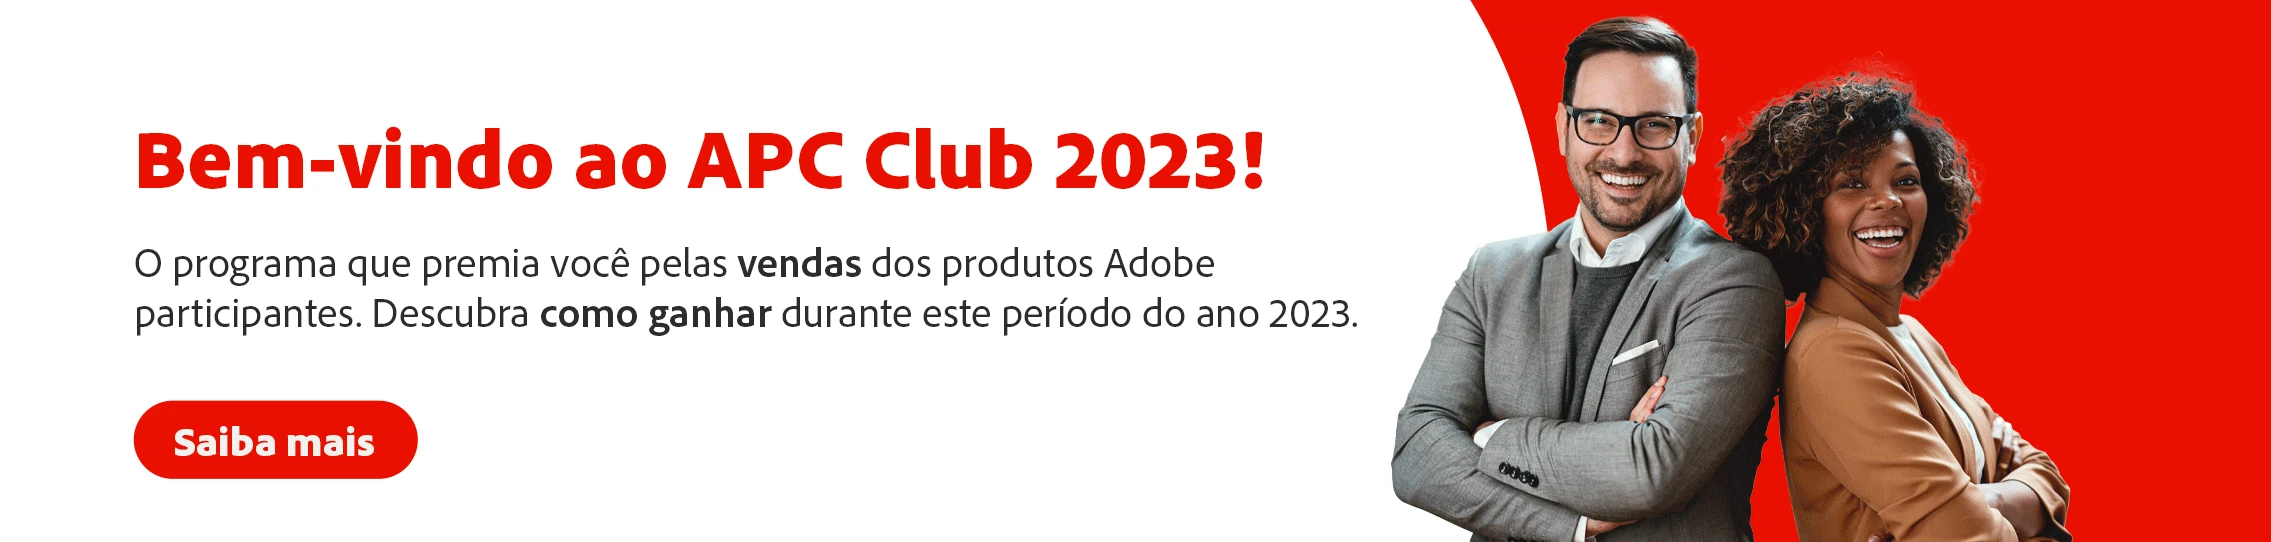 Bem-vindo ao APC Club 2023!
O programa que premia você pelas vendas dos produtos Adobe
participantes. Descubra como ganhar durante este período do ano 2023.
Saiba mais